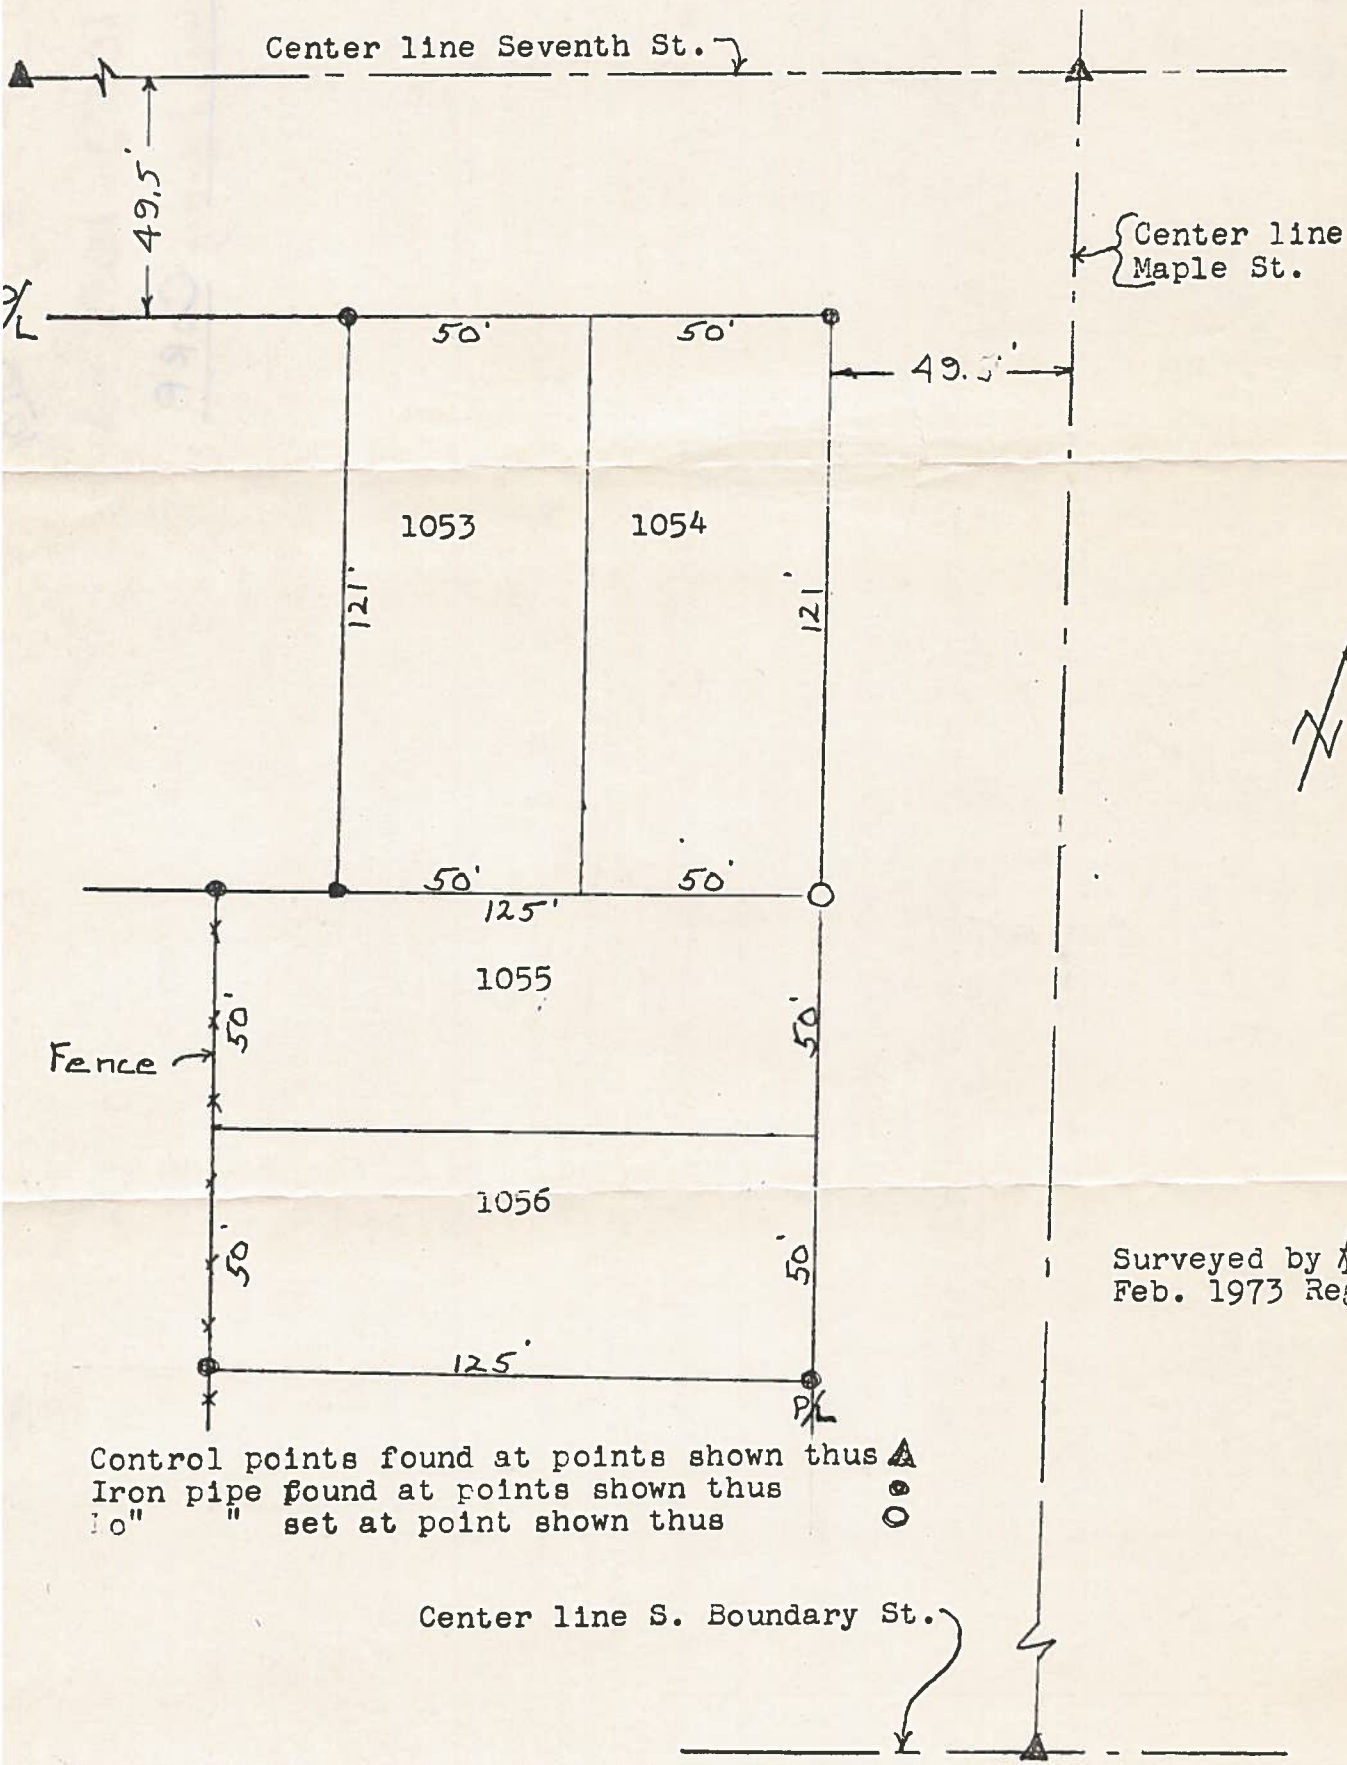 Center line Seventh St.
49.5'
Center line
Maple St.
P/L
50' 50'
49.5'
1053 1054
121' 121'
N
50' 50'
125'
1055
50' 50'
Fence
1056
50' 50'
Surveyed by
Feb. 1973
125'
P/L
Control points found at points shown thus
Iron pipe found at points shown thus
" " set at point shown thus
Center line S. Boundary St.